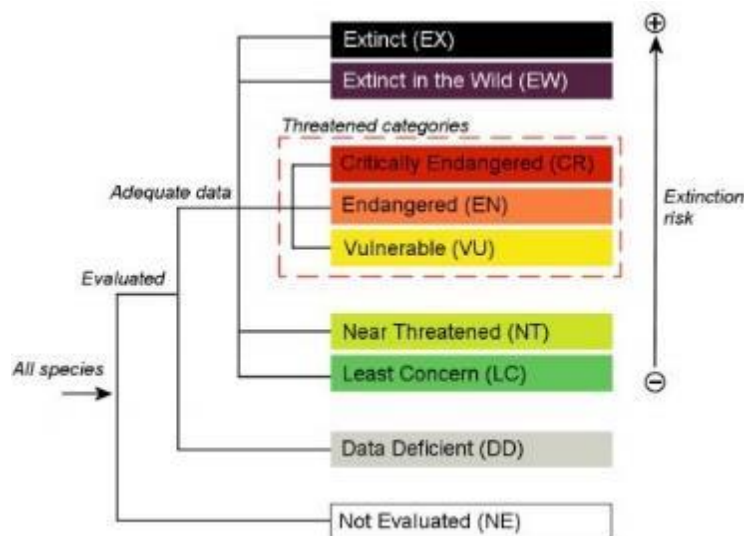 Extinct (EX)
Extinct in the Wild (EW)
Threatened categories
Critically Endangered (CR)
Adequate data
Endangered (EN)
Extinction
risk
Vulnerable (VU)
Evaluated
Near Threatened (NT)
All species
Least Concern (LC)
Data Deficient (DD)
Not Evaluated (NE)